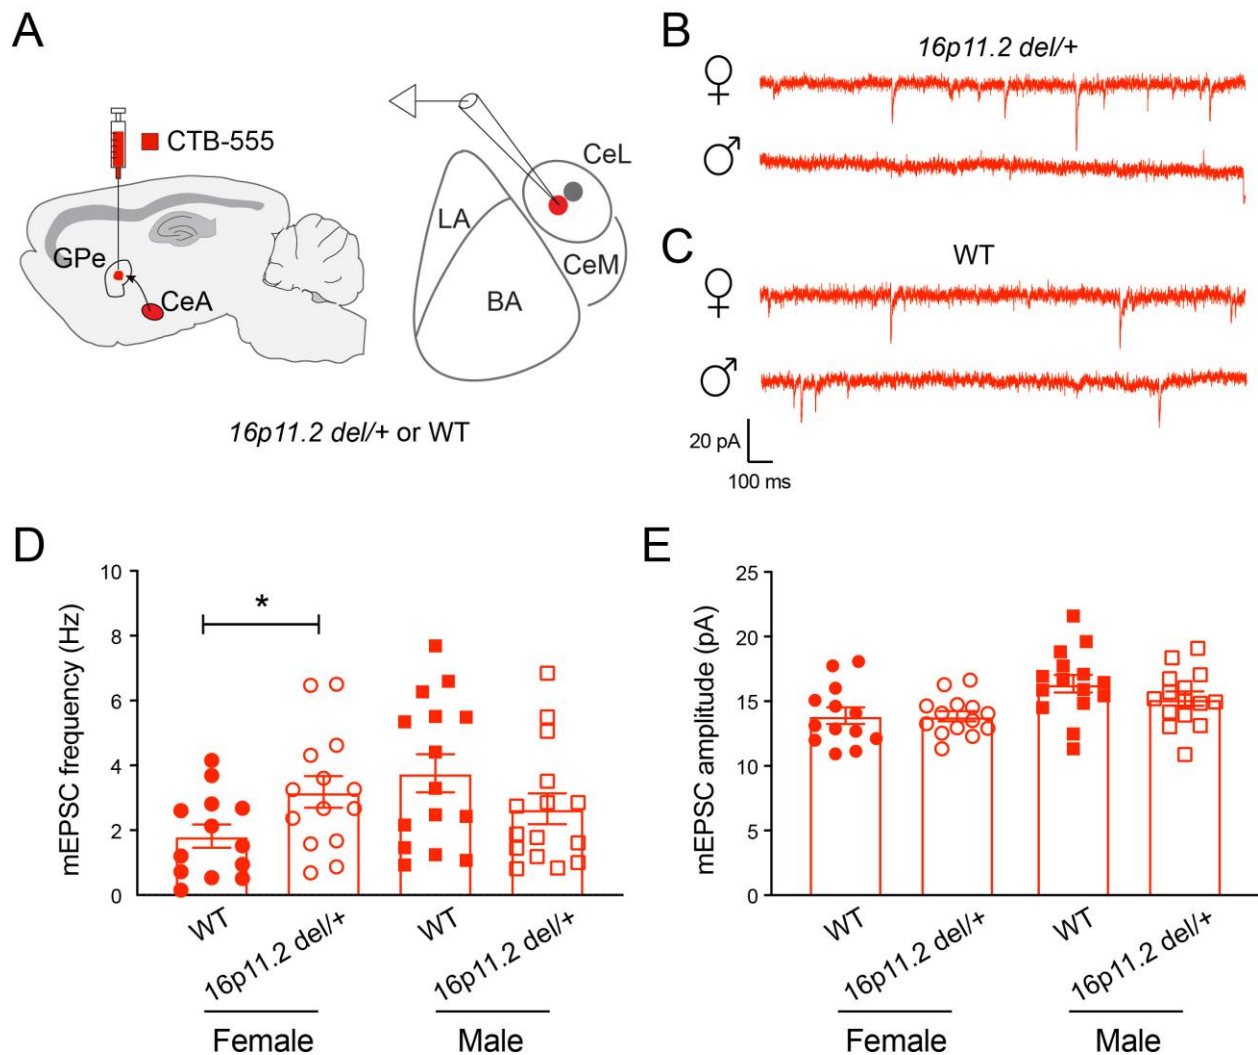 A
CTB-555
GPe
CeA
CeL
LA
CeM
BA
16p11.2 del/+ or WT
B
16p11.2 del/+
♀
♂
C
WT
♀
♂
20 pA
100 ms
D
mEPSC frequency (Hz)
10
8
6
4
2
0
*
WT
16p11.2 del/+
WT
16p11.2 del/+
Female
Male
E
mEPSC amplitude (pA)
25
20
15
10
5
0
WT
16p11.2 del/+
WT
16p11.2 del/+
Female
Male